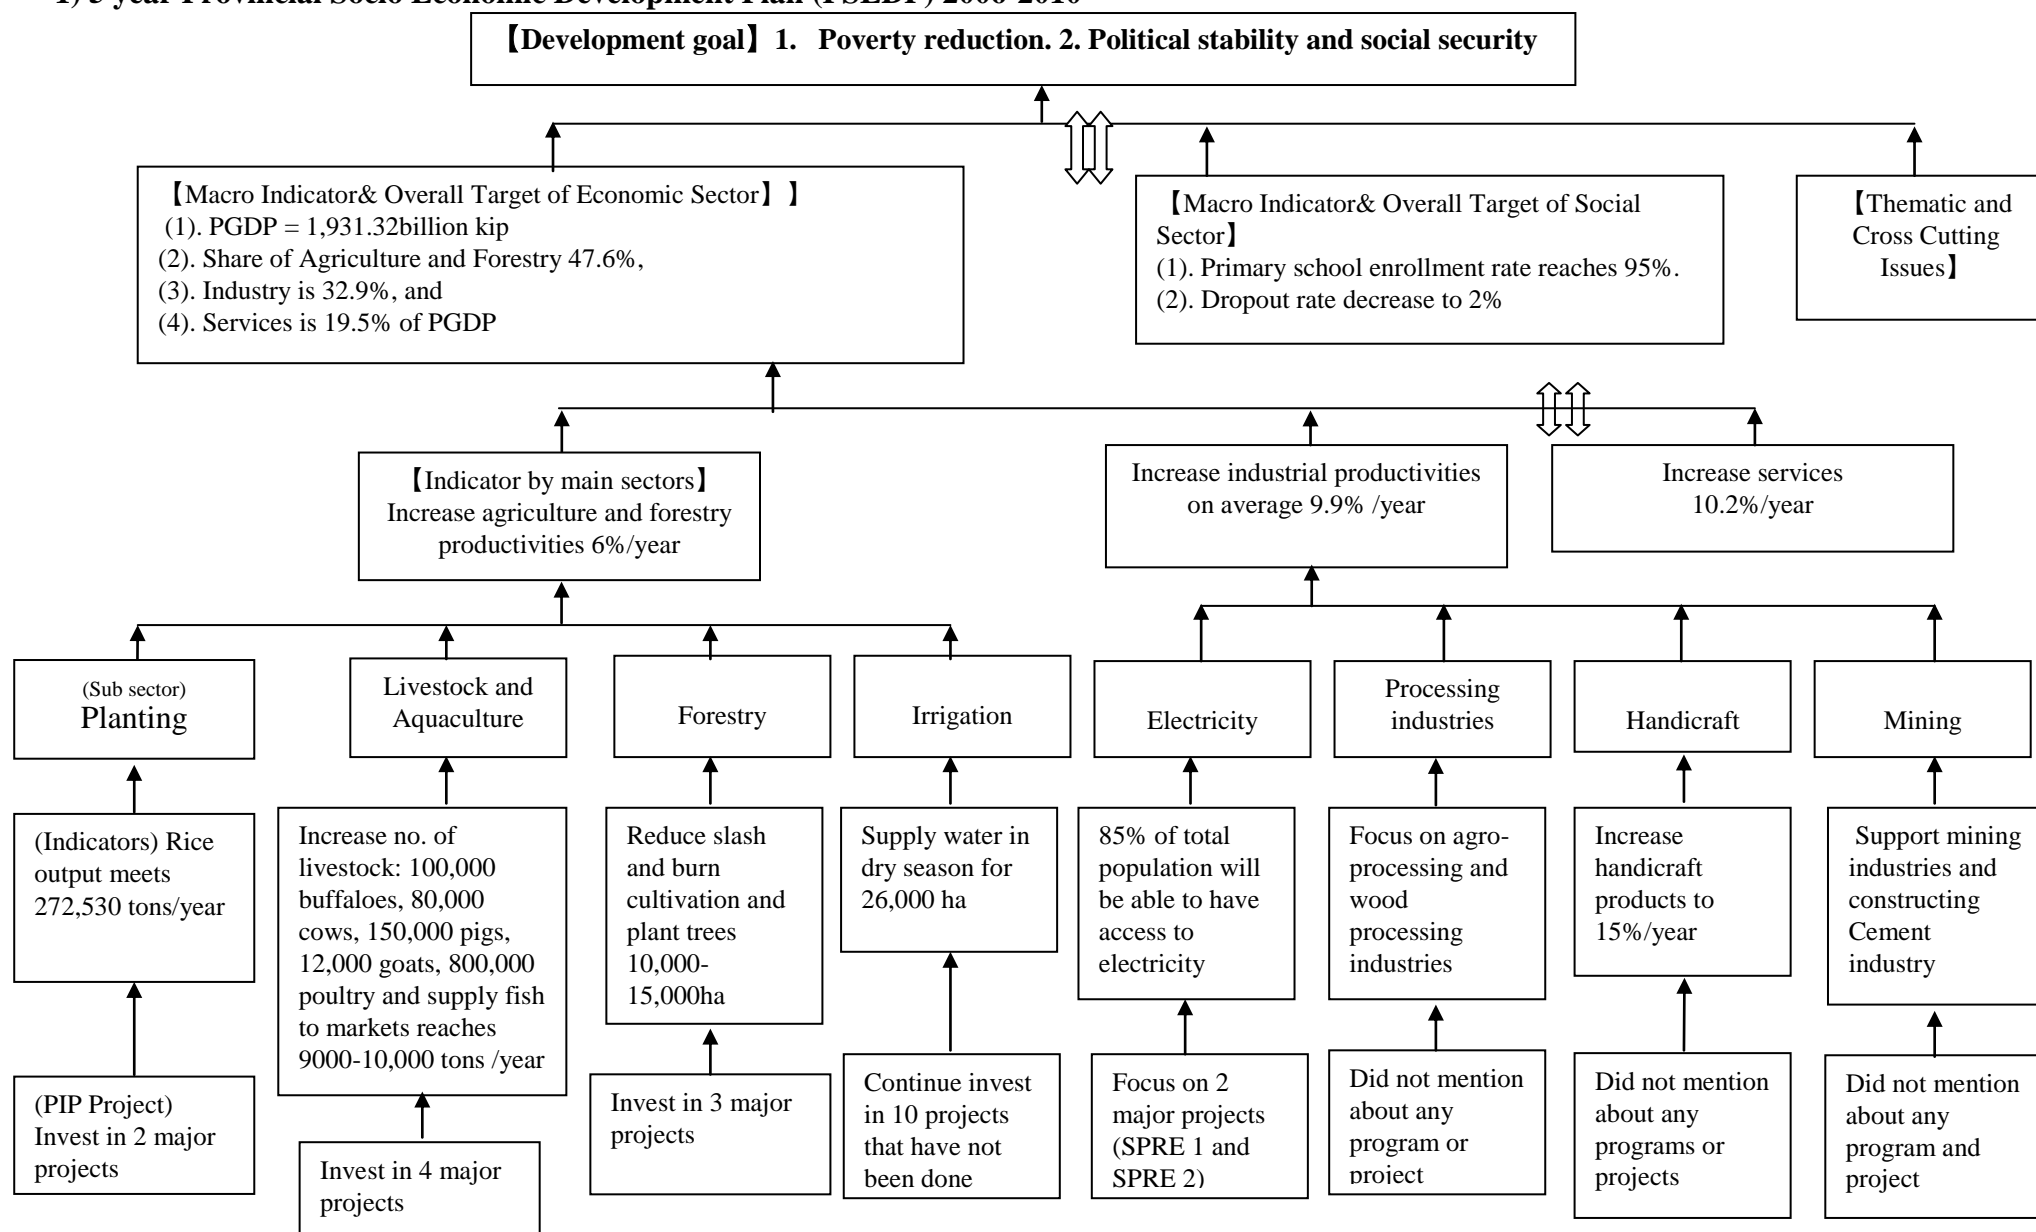 1) 5 year Provincial Socio Economic Development Plan (PSEDP) 2006-2010
【Development goal】1. Poverty reduction. 2. Political stability and social security
【Macro Indicator& Overall Target of Economic Sector】】
(1). PGDP = 1,931.32billion kip
(2). Share of Agriculture and Forestry 47.6%,
(3). Industry is 32.9%, and
(4). Services is 19.5% of PGDP
【Macro Indicator& Overall Target of Social
Sector】
(1). Primary school enrollment rate reaches 95%.
(2). Dropout rate decrease to 2%
【Thematic and
Cross Cutting
Issues】
【Indicator by main sectors】
Increase agriculture and forestry
productivities 6%/year
Increase industrial productivities
on average 9.9% /year
Increase services
10.2%/year
(Sub sector)
Planting
Livestock and
Aquaculture
Forestry
Irrigation
Electricity
Processing
industries
Handicraft
Mining
(Indicators) Rice
output meets
272,530 tons/year
Increase no. of
livestock: 100,000
buffaloes, 80,000
cows, 150,000 pigs,
12,000 goats, 800,000
poultry and supply fish
to markets reaches
9000-10,000 tons /year
Reduce slash
and burn
cultivation and
plant trees
10,000-
15,000ha
Supply water in
dry season for
26,000 ha
85% of total
population will
be able to have
access to
electricity
Focus on agro-
processing and
wood
processing
industries
Increase
handicraft
products to
15%/year
Support mining
industries and
constructing
Cement
industry
(PIP Project)
Invest in 2 major
projects
Invest in 4 major
projects
Invest in 3 major
projects
Continue invest
in 10 projects
that have not
been done
Focus on 2
major projects
(SPRE 1 and
SPRE 2)
Did not mention
about any
program or
project
Did not mention
about any
programs or
projects
Did not mention
about any
program and
project